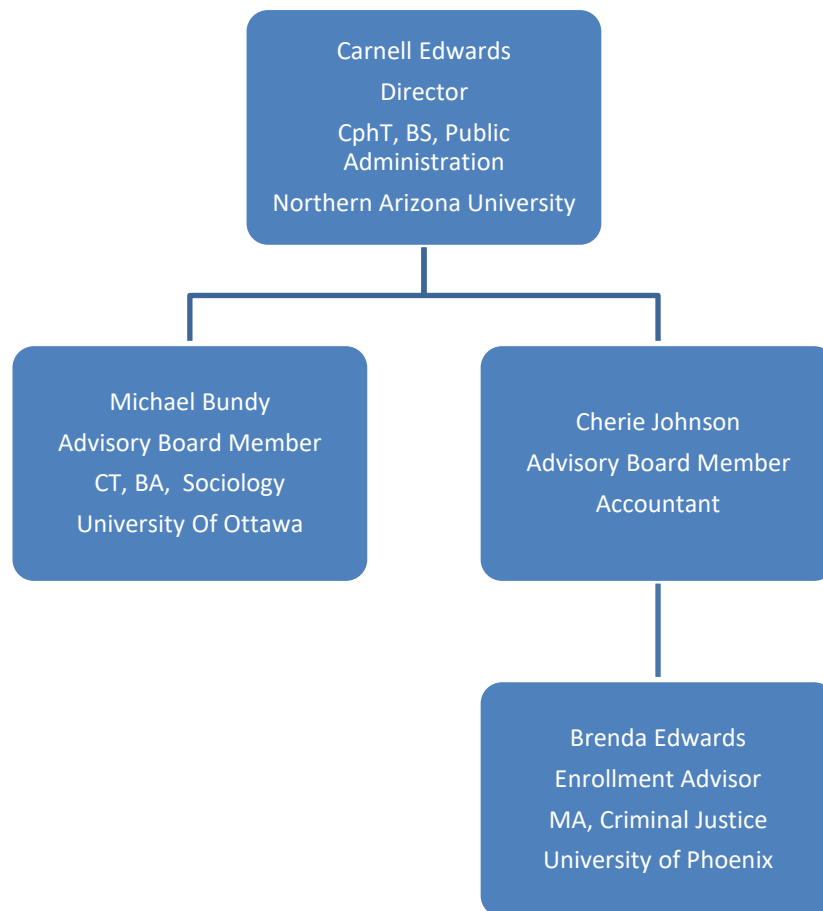 Carnell Edwards
Director
CphT, BS, Public
Administration
Northern Arizona University
Michael Bundy
Advisory Board Member
CT, BA,  Sociology
University Of Ottawa
Cherie Johnson
Advisory Board Member
Accountant
Brenda Edwards
Enrollment Advisor
MA, Criminal Justice
University of Phoenix